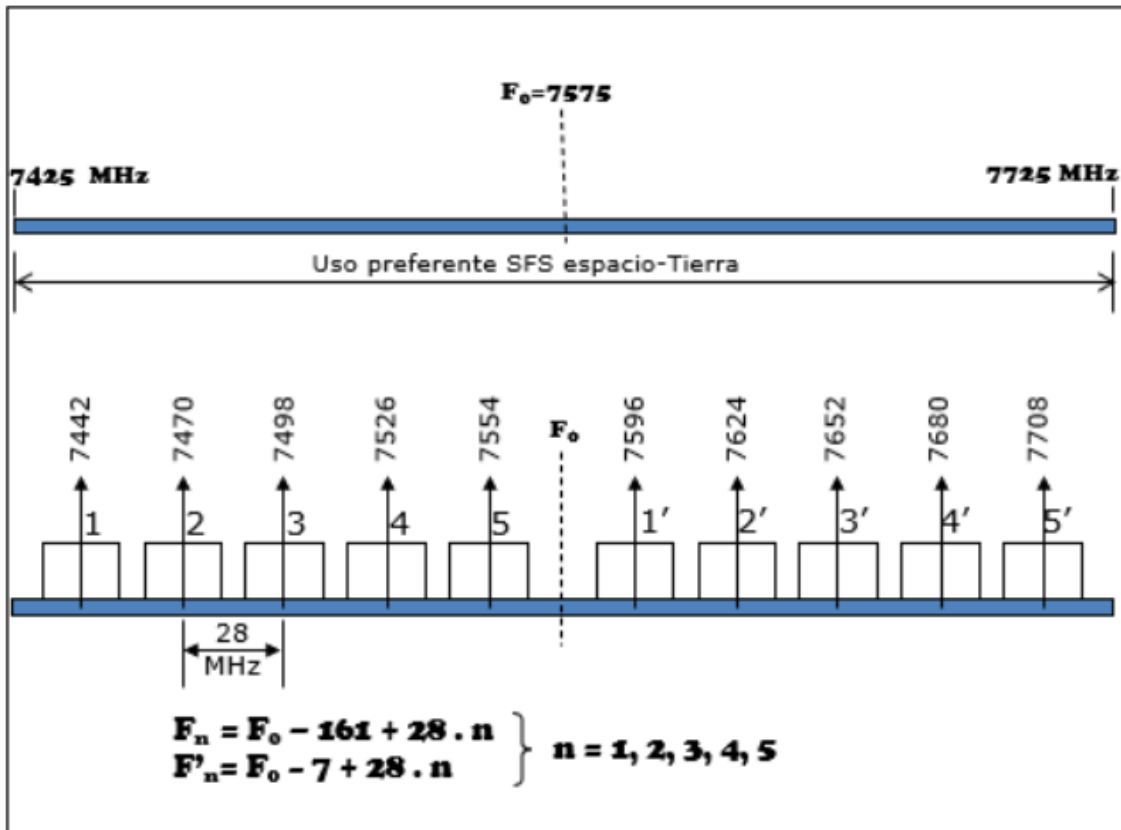 F₀=7575
7425 MHz
7725 MHz
Uso preferente SFS espacio-Tierra
7442 7470 7498 7526 7554 F₀ 7596 7624 7652 7680 7708
1 2 3 4 5 1′ 2′ 3′ 4′ 5′
28
MHz
Fₙ = F₀ – 161 + 28 . n
F'ₙ= F₀ – 7 + 28 . n
n = 1, 2, 3, 4, 5